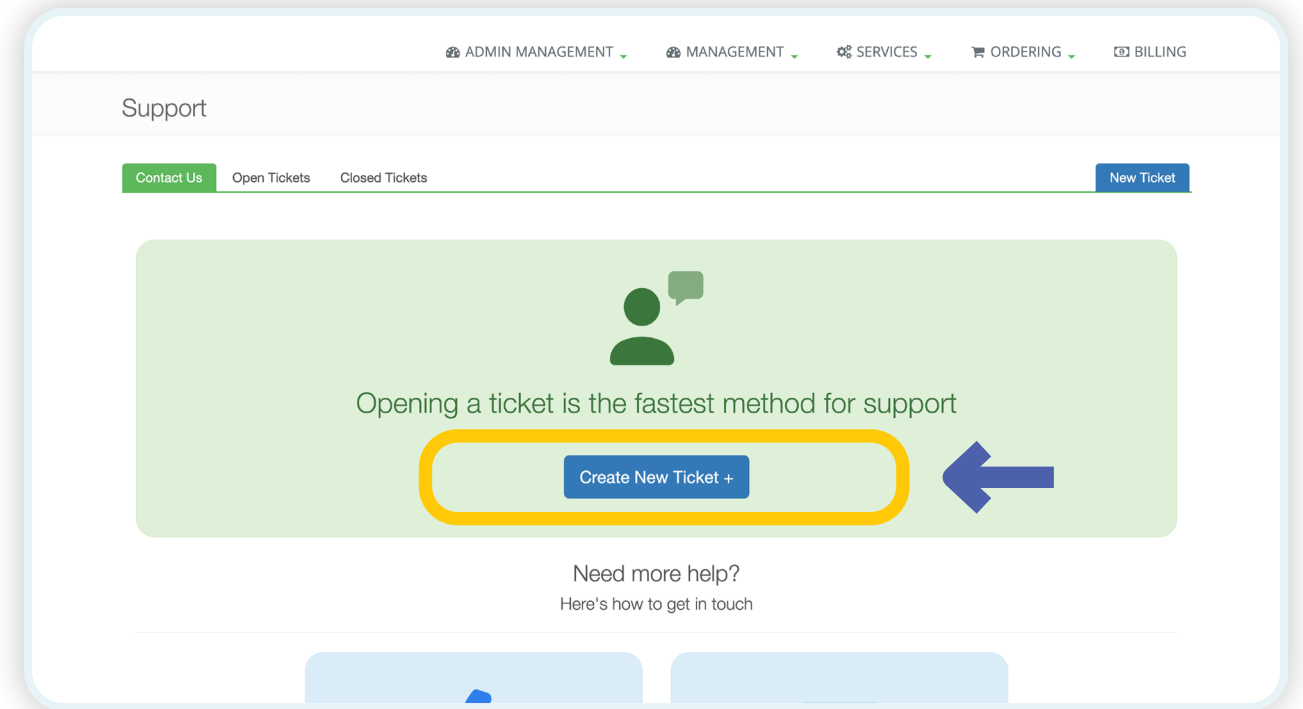 ADMIN MANAGEMENT MANAGEMENT SERVICES ORDERING BILLING
Support
Contact Us Open Tickets Closed Tickets New Ticket
Opening a ticket is the fastest method for support
Create New Ticket +
Need more help?
Here's how to get in touch